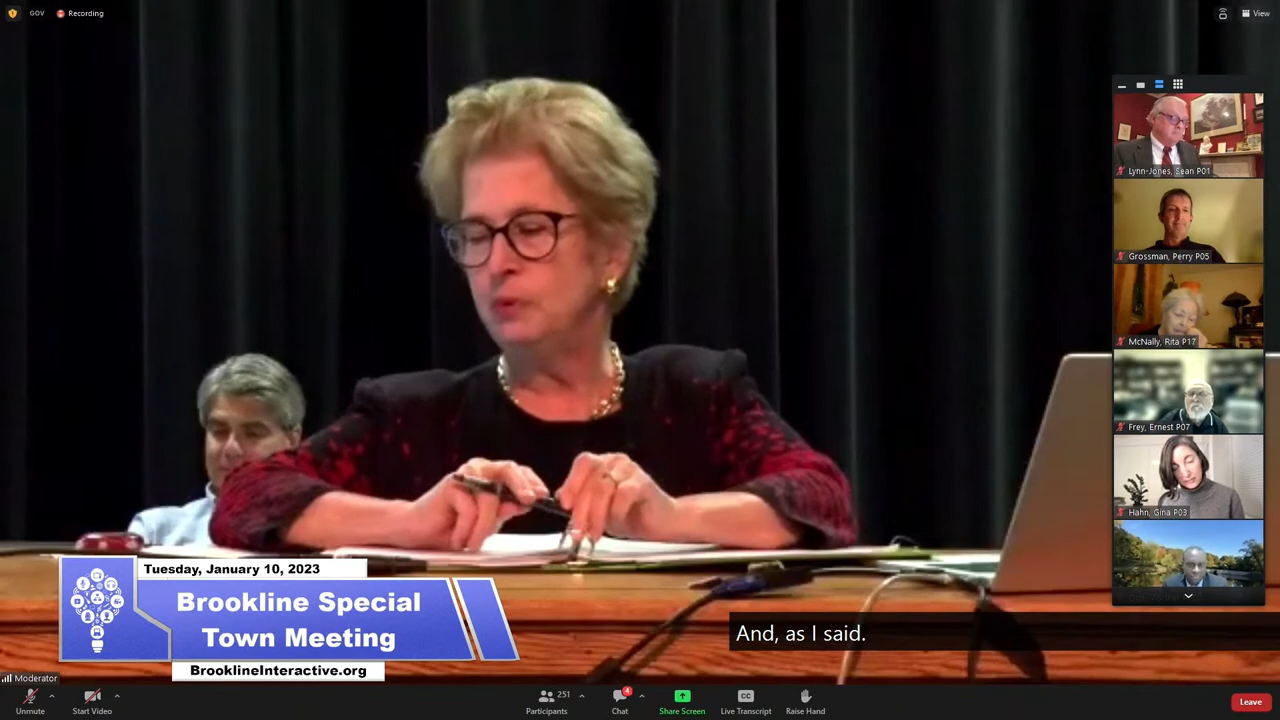 GOV
Recording
View
Lynn-Jones, Sean P01
Grossman, Perry P05
McNally, Rita P17
Frey, Ernest P07
Hahn, Gina P03
Tuesday, January 10, 2023
Brookline Special
Town Meeting
BrooklineInteractive.org
And, as I said.
Moderator
Unmute
Start Video
251
Participants
4
Chat
Share Screen
CC
Live Transcript
Raise Hand
Leave